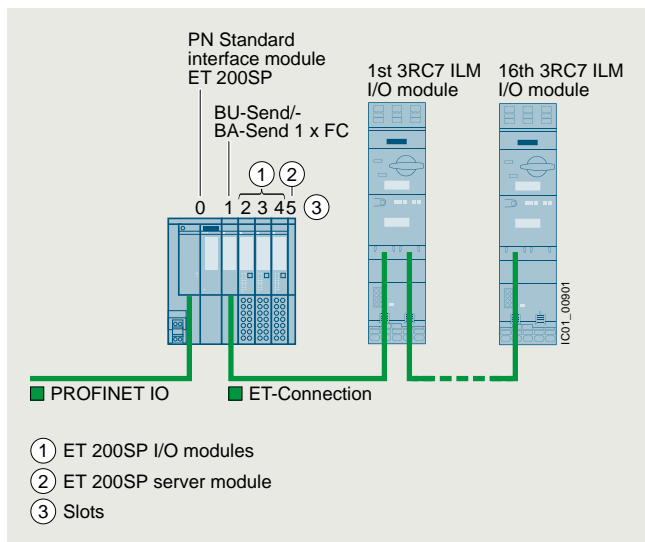 PN Standard
interface module
ET 200SP
BU-Send/-
BA-Send 1 x FC
1st 3RC7 ILM
I/O module
16th 3RC7 ILM
I/O module
1 2
0 1 2 3 4 5 3
IC01_00901
PROFINET IO
ET-Connection
1 ET 200SP I/O modules
2 ET 200SP server module
3 Slots